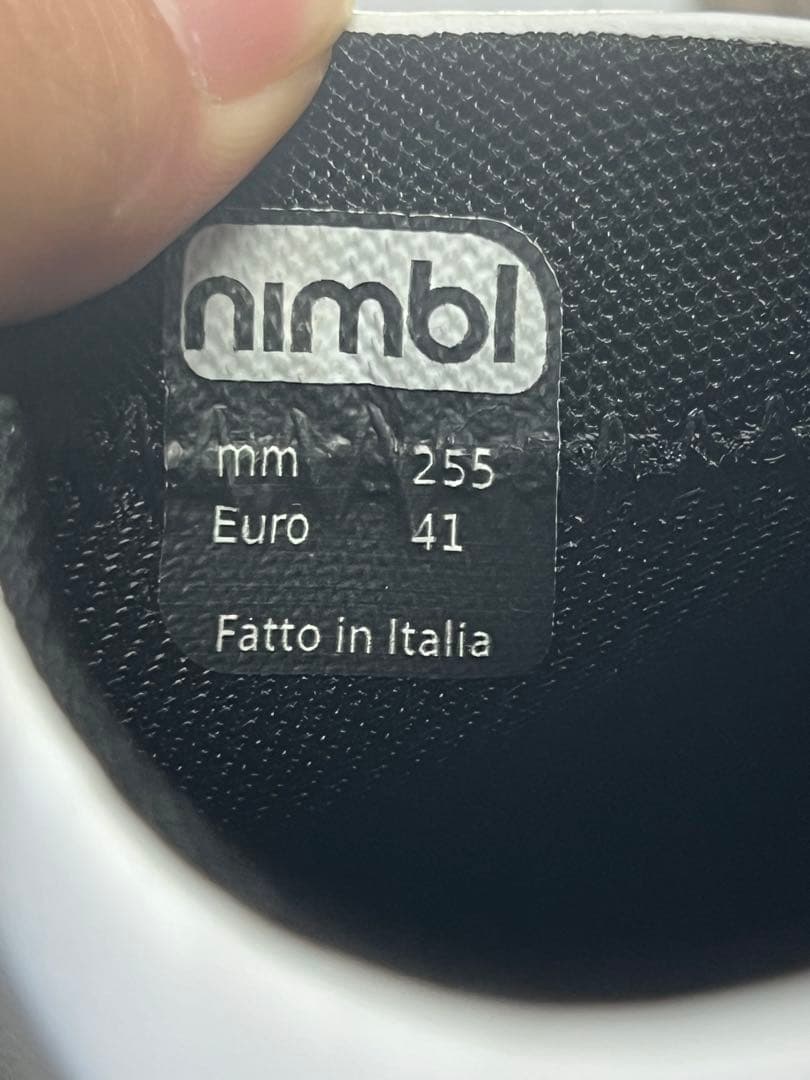 nimbl
mm 255
Euro 41
Fatto in Italia